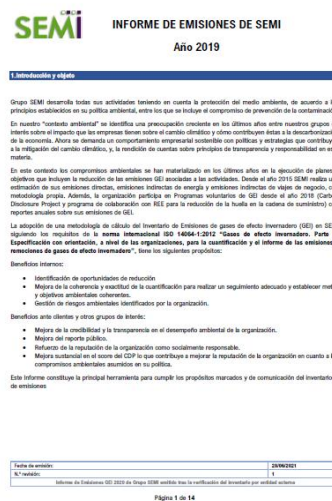 SEMI
INFORME DE EMISIONES DE SEMI
Año 2019
1.Introducción y objeto
Grupo SEMI desarrolla todas sus actividades teniendo en cuenta la protección del medio ambiente, de acuerdo a l
principios establecidos en su política ambiental, entre los que se incluye el compromiso de prevención de la contaminació
En nuestro "contexto ambiental" se identifica una preocupación creciente en los últimos años entre nuestros grupos
interés sobre el impacto que las empresas tienen sobre el cambio climático y cómo contribuyen éstas a la descarbonizació
de la economía. Ahora se demanda un comportamiento empresarial sostenible con políticas y estrategias que contribuy
a la mitigación del cambio climático, y, la rendición de cuentas sobre principios de transparencia y responsabilidad en es
materia.
En este contexto los compromisos ambientales se han materializado en los últimos años en la ejecución de planes
objetivos que incluyen la reducción de las emisiones GEI asociadas a las actividades. Desde el año 2015 SEMI realiza u
estimación de sus emisiones directas, emisiones indirectas de energía y emisiones indirectas de viajes de negocio, co
metodología propia. Además, la organización participa en Programas voluntarios de GEI desde el año 2010 (Carb
Disclosure Project y programa de colaboración con REE para la reducción de la huella en la cadena de suministro) co
reportes anuales sobre sus emisiones de GEI.
La adopción de una metodología de cálculo del Inventario de Emisiones de gases de efecto invernadero (GEI) en SE
siguiendo los requisitos de la norma internacional ISO 14064-1:2012 "Gases de efecto invernadero. Parte
Especificación con orientación, a nivel de las organizaciones, para la cuantificación y el informe de las emisiones
remociones de gases de efecto invernadero", tiene los siguientes propósitos:
Beneficios internos:
• Identificación de oportunidades de reducción
• Mejora de la coherencia y exactitud de la cuantificación para realizar un seguimiento adecuado y establecer met
y objetivos ambientales coherentes.
• Gestión de riesgos ambientales identificados por la organización.
Beneficios ante clientes y otros grupos de interés:
• Mejora de la credibilidad y la transparencia en el desempeño ambiental de la organización.
• Mejora del reporte público.
• Refuerzo de la reputación de la organización como socialmente responsable.
• Mejora sustancial en el score del CDP lo que contribuye a mejorar la reputación de la organización en cuanto a l
compromisos ambientales asumidos en su política.
Este Informe constituye la principal herramienta para cumplir los propósitos marcados y de comunicación del inventario
de emisiones
Fecha de emisión: 25/06/2021
N.º revisión: 1
Informe de Emisiones GEI 2020 de Grupo SEMI emitido tras la verificación del inventario por entidad externa
Página 1 de 14